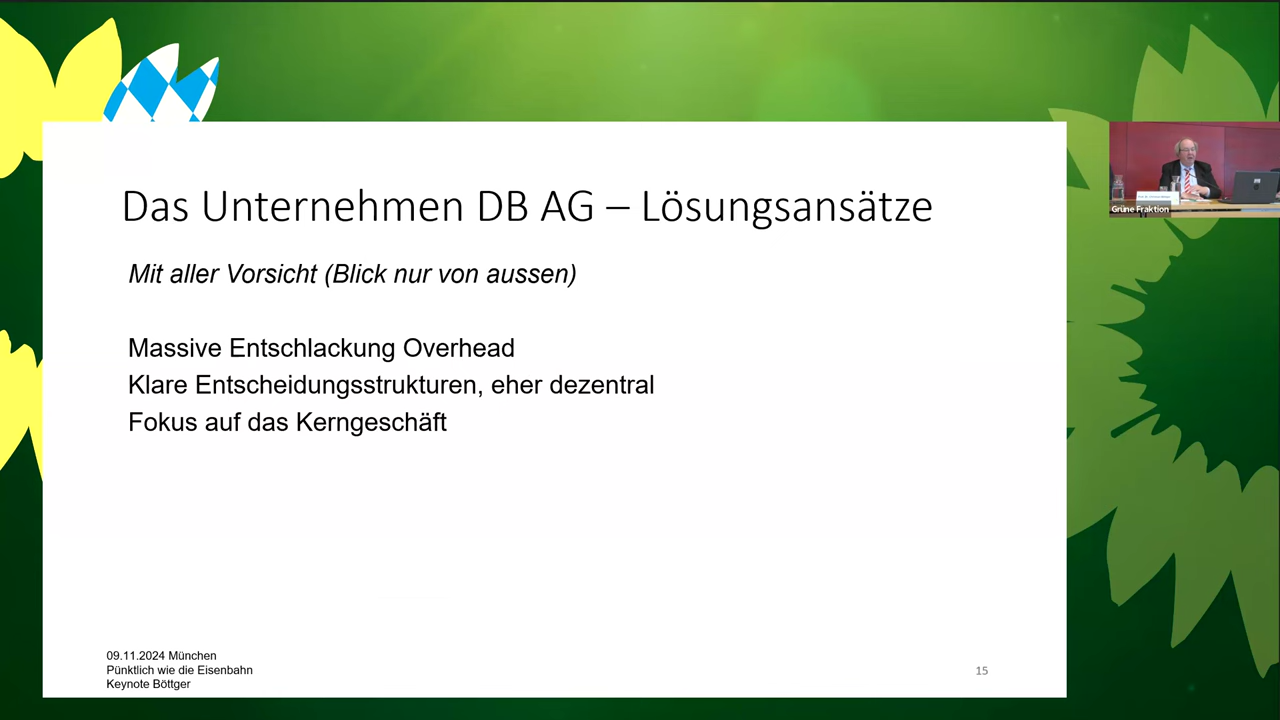 Das Unternehmen DB AG – Lösungsansätze
Mit aller Vorsicht (Blick nur von aussen)
Massive Entschlackung Overhead
Klare Entscheidungsstrukturen, eher dezentral
Fokus auf das Kerngeschäft
09.11.2024 München
Pünktlich wie die Eisenbahn
Keynote Böttger
15
Grüne Fraktion